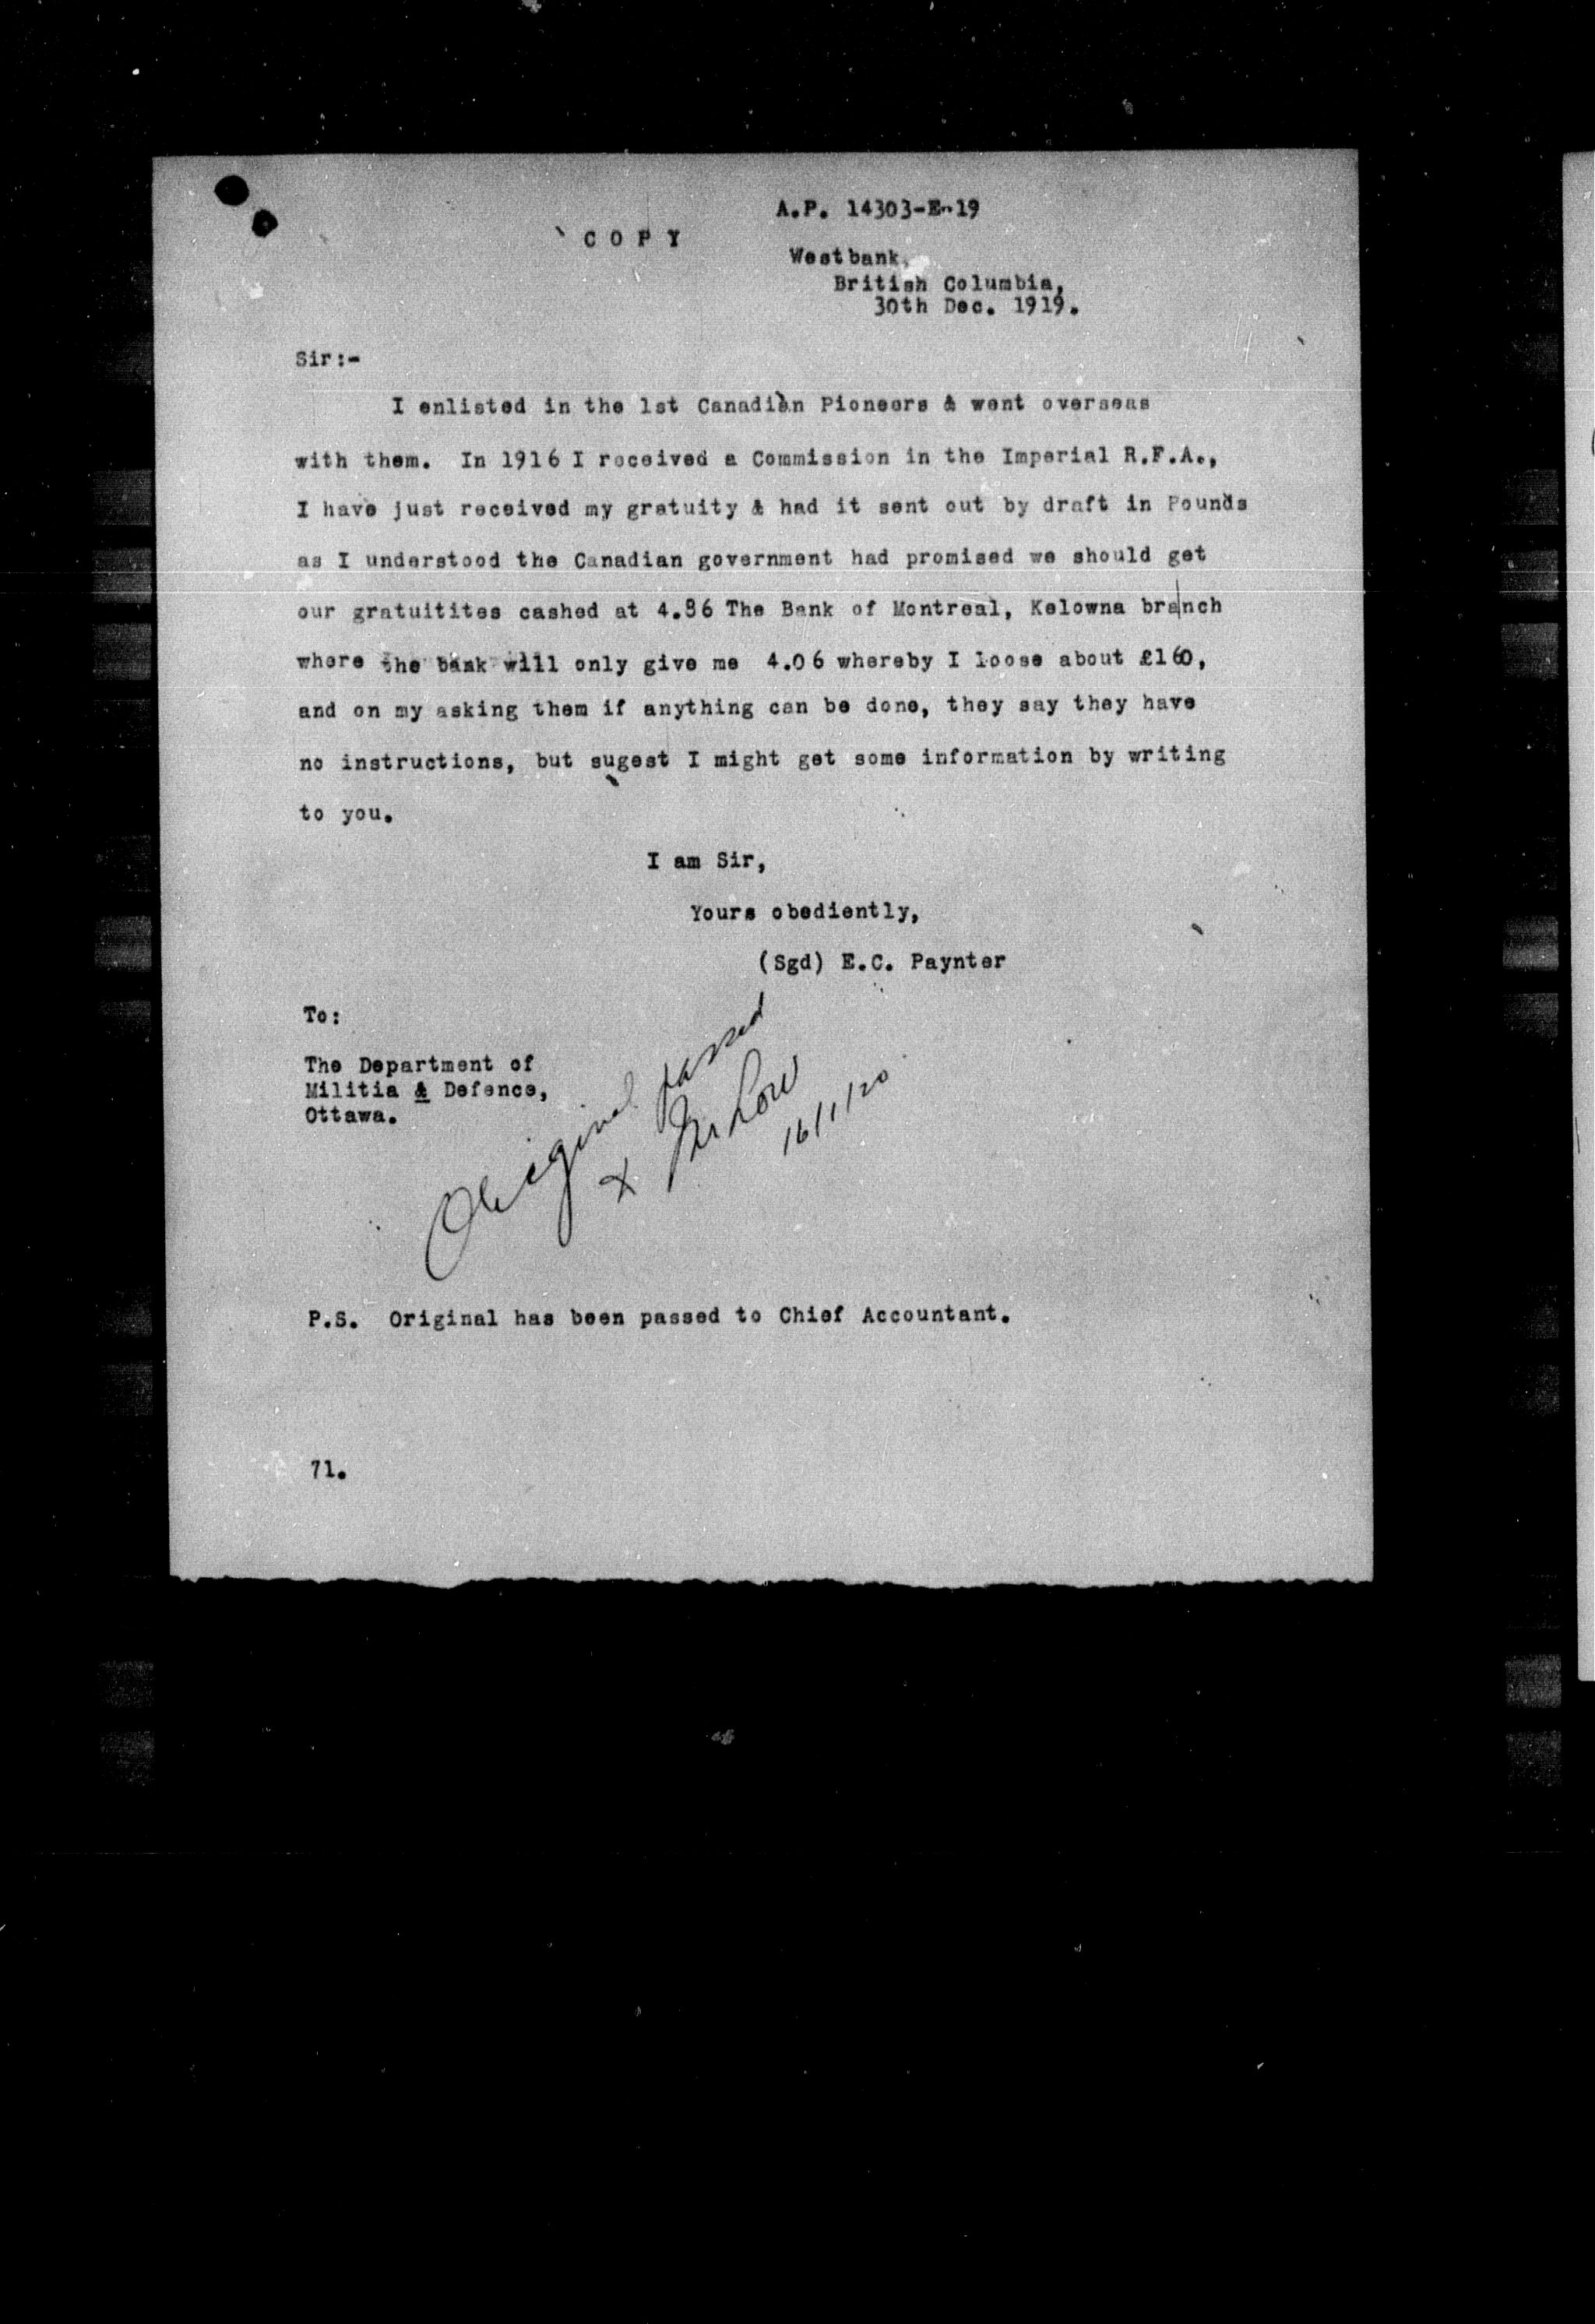 A.P. 14303-E-19
COPY
Westbank,
British Columbia,
30th Dec. 1919.
Sir:-
I enlisted in the 1st Canadian Pioneers & went overseas
with them. In 1916 I received a Commission in the Imperial R.F.A.,
I have just received my gratuity & had it sent out by draft in Pounds
as I understood the Canadian government had promised we should get
our gratuitites cashed at 4.86 The Bank of Montreal, Kelowna branch
where the bank will only give me 4.06 whereby I loose about £160,
and on my asking them if anything can be done, they say they have
no instructions, but sugest I might get some information by writing
to you.
I am Sir,
Yours obediently,
(Sgd) E.C. Paynter
To:
The Department of
Militia & Defence,
Ottawa.
Original passed
Mr Low
16/1/20
P.S. Original has been passed to Chief Accountant.
71.